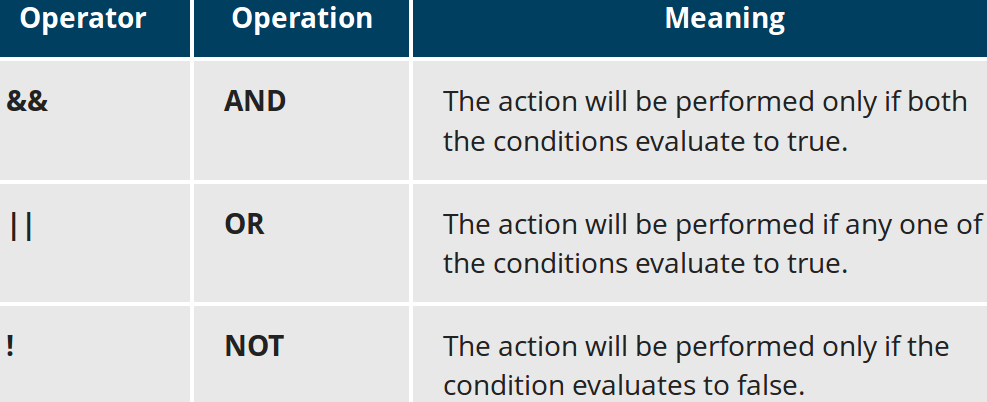 Operator Operation Meaning
&& AND The action will be performed only if both
the conditions evaluate to true.
|| OR The action will be performed if any one of
the conditions evaluate to true.
! NOT The action will be performed only if the
condition evaluates to false.